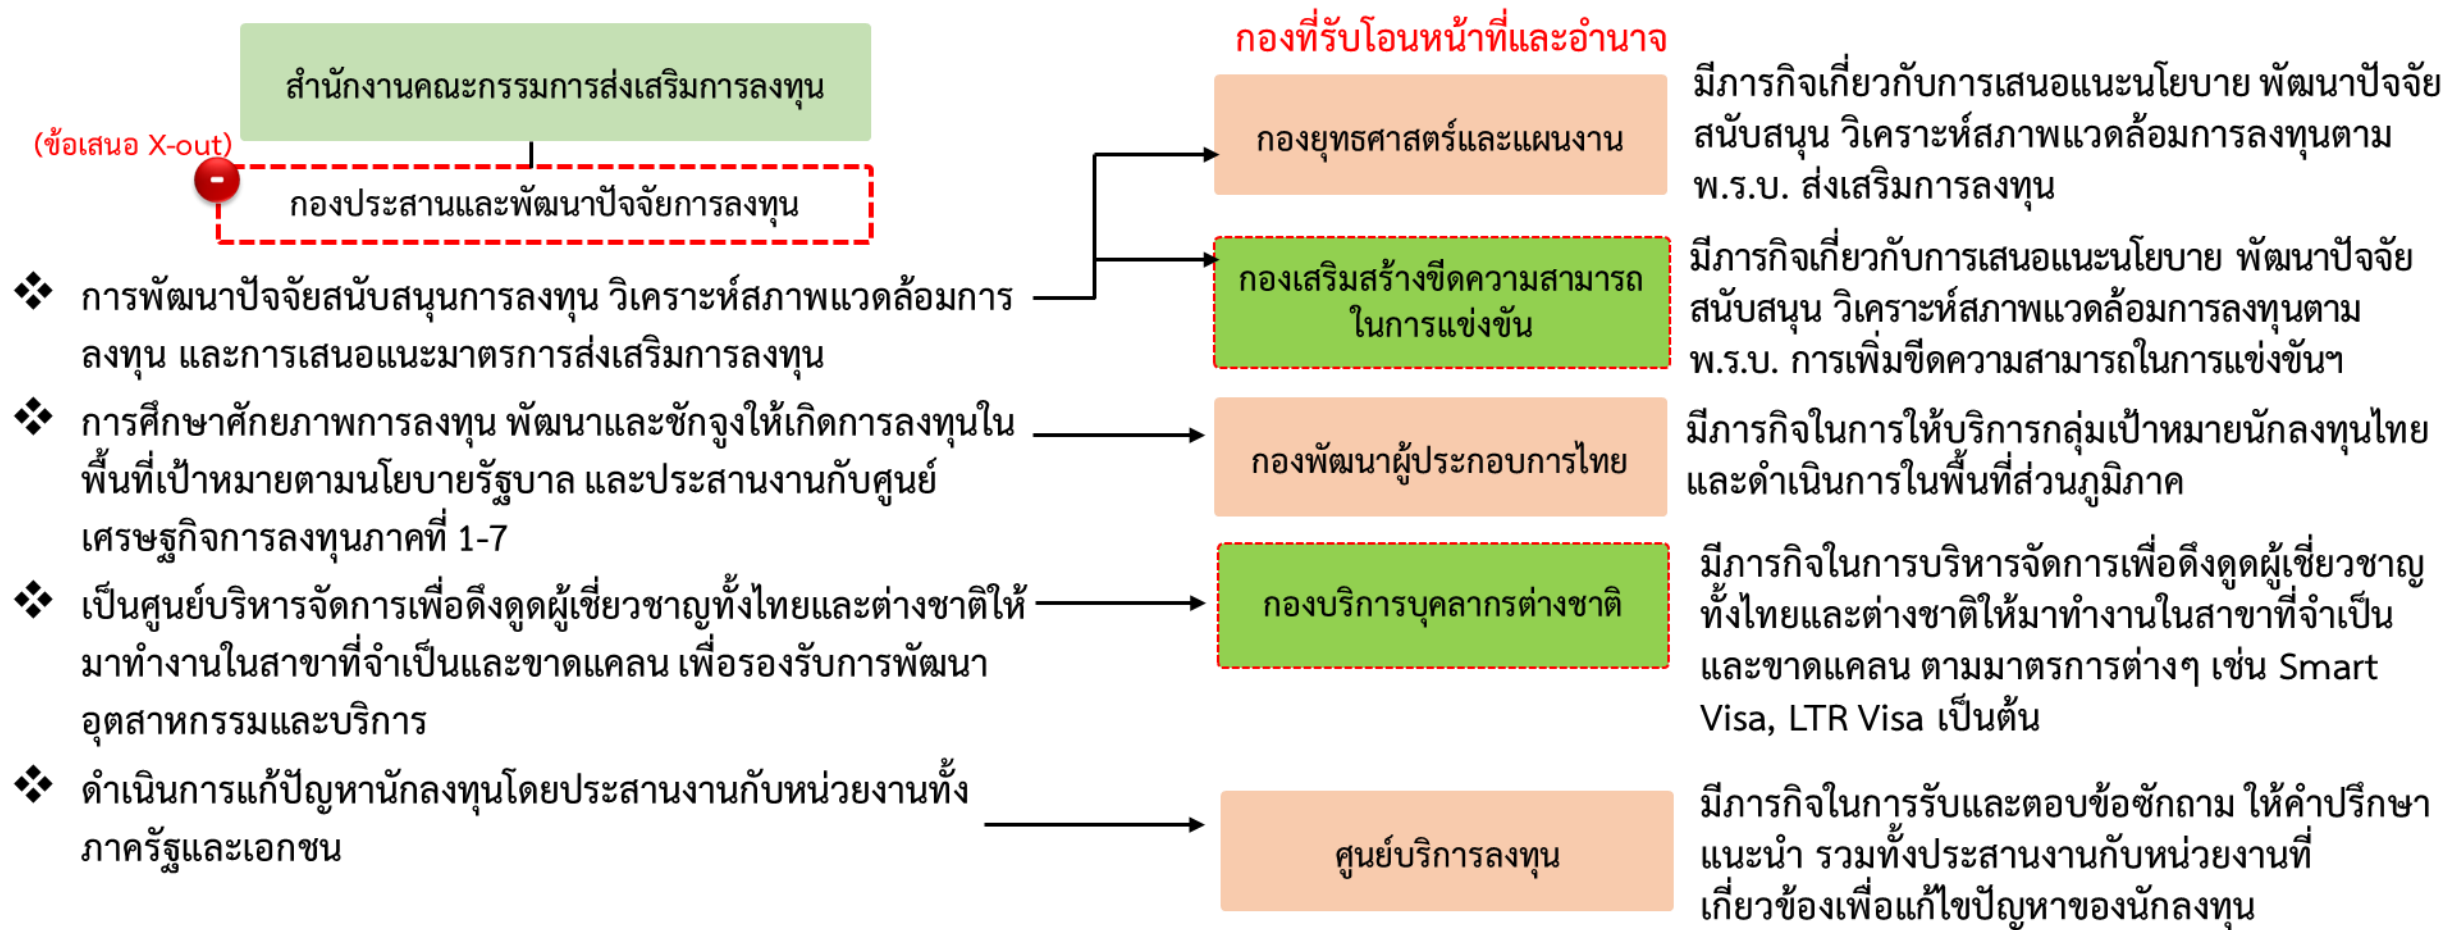 สำนักงานคณะกรรมการส่งเสริมการลงทุน
(ข้อเสนอ X-out)
-
กองประสานและพัฒนาปัจจัยการลงทุน
❖ การพัฒนาปัจจัยสนับสนุนการลงทุน วิเคราะห์สภาพแวดล้อมการ
ลงทุน และการเสนอแนะมาตรการส่งเสริมการลงทุน
❖ การศึกษาศักยภาพการลงทุน พัฒนาและชักจูงให้เกิดการลงทุนใน
พื้นที่เป้าหมายตามนโยบายรัฐบาล และประสานงานกับศูนย์
เศรษฐกิจการลงทุนภาคที่ 1-7
❖ เป็นศูนย์บริหารจัดการเพื่อดึงดูดผู้เชี่ยวชาญทั้งไทยและต่างชาติให้
มาทำงานในสาขาที่จำเป็นและขาดแคลน เพื่อรองรับการพัฒนา
อุตสาหกรรมและบริการ
❖ ดำเนินการแก้ปัญหานักลงทุนโดยประสานงานกับหน่วยงานทั้ง
ภาครัฐและเอกชน
กองที่รับโอนหน้าที่และอำนาจ
กองยุทธศาสตร์และแผนงาน
มีภารกิจเกี่ยวกับการเสนอแนะนโยบาย พัฒนาปัจจัย
สนับสนุน วิเคราะห์สภาพแวดล้อมการลงทุนตาม
พ.ร.บ. ส่งเสริมการลงทุน
กองเสริมสร้างขีดความสามารถ
ในการแข่งขัน
มีภารกิจเกี่ยวกับการเสนอแนะนโยบาย พัฒนาปัจจัย
สนับสนุน วิเคราะห์สภาพแวดล้อมการลงทุนตาม
พ.ร.บ. การเพิ่มขีดความสามารถในการแข่งขันฯ
กองพัฒนาผู้ประกอบการไทย
มีภารกิจในการให้บริการกลุ่มเป้าหมายนักลงทุนไทย
และดำเนินการในพื้นที่ส่วนภูมิภาค
กองบริการบุคลากรต่างชาติ
มีภารกิจในการบริหารจัดการเพื่อดึงดูดผู้เชี่ยวชาญ
ทั้งไทยและต่างชาติให้มาทำงานในสาขาที่จำเป็น
และขาดแคลน ตามมาตรการต่างๆ เช่น Smart
Visa, LTR Visa เป็นต้น
ศูนย์บริการลงทุน
มีภารกิจในการรับและตอบข้อซักถาม ให้คำปรึกษา
แนะนำ รวมทั้งประสานงานกับหน่วยงานที่
เกี่ยวข้องเพื่อแก้ไขปัญหาของนักลงทุน